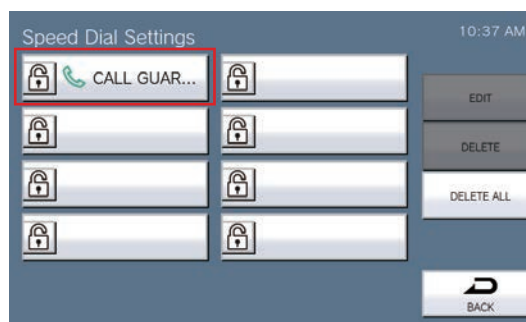 Speed Dial Settings
10:37 AM
CALL GUAR...
EDIT
DELETE
DELETE ALL
BACK